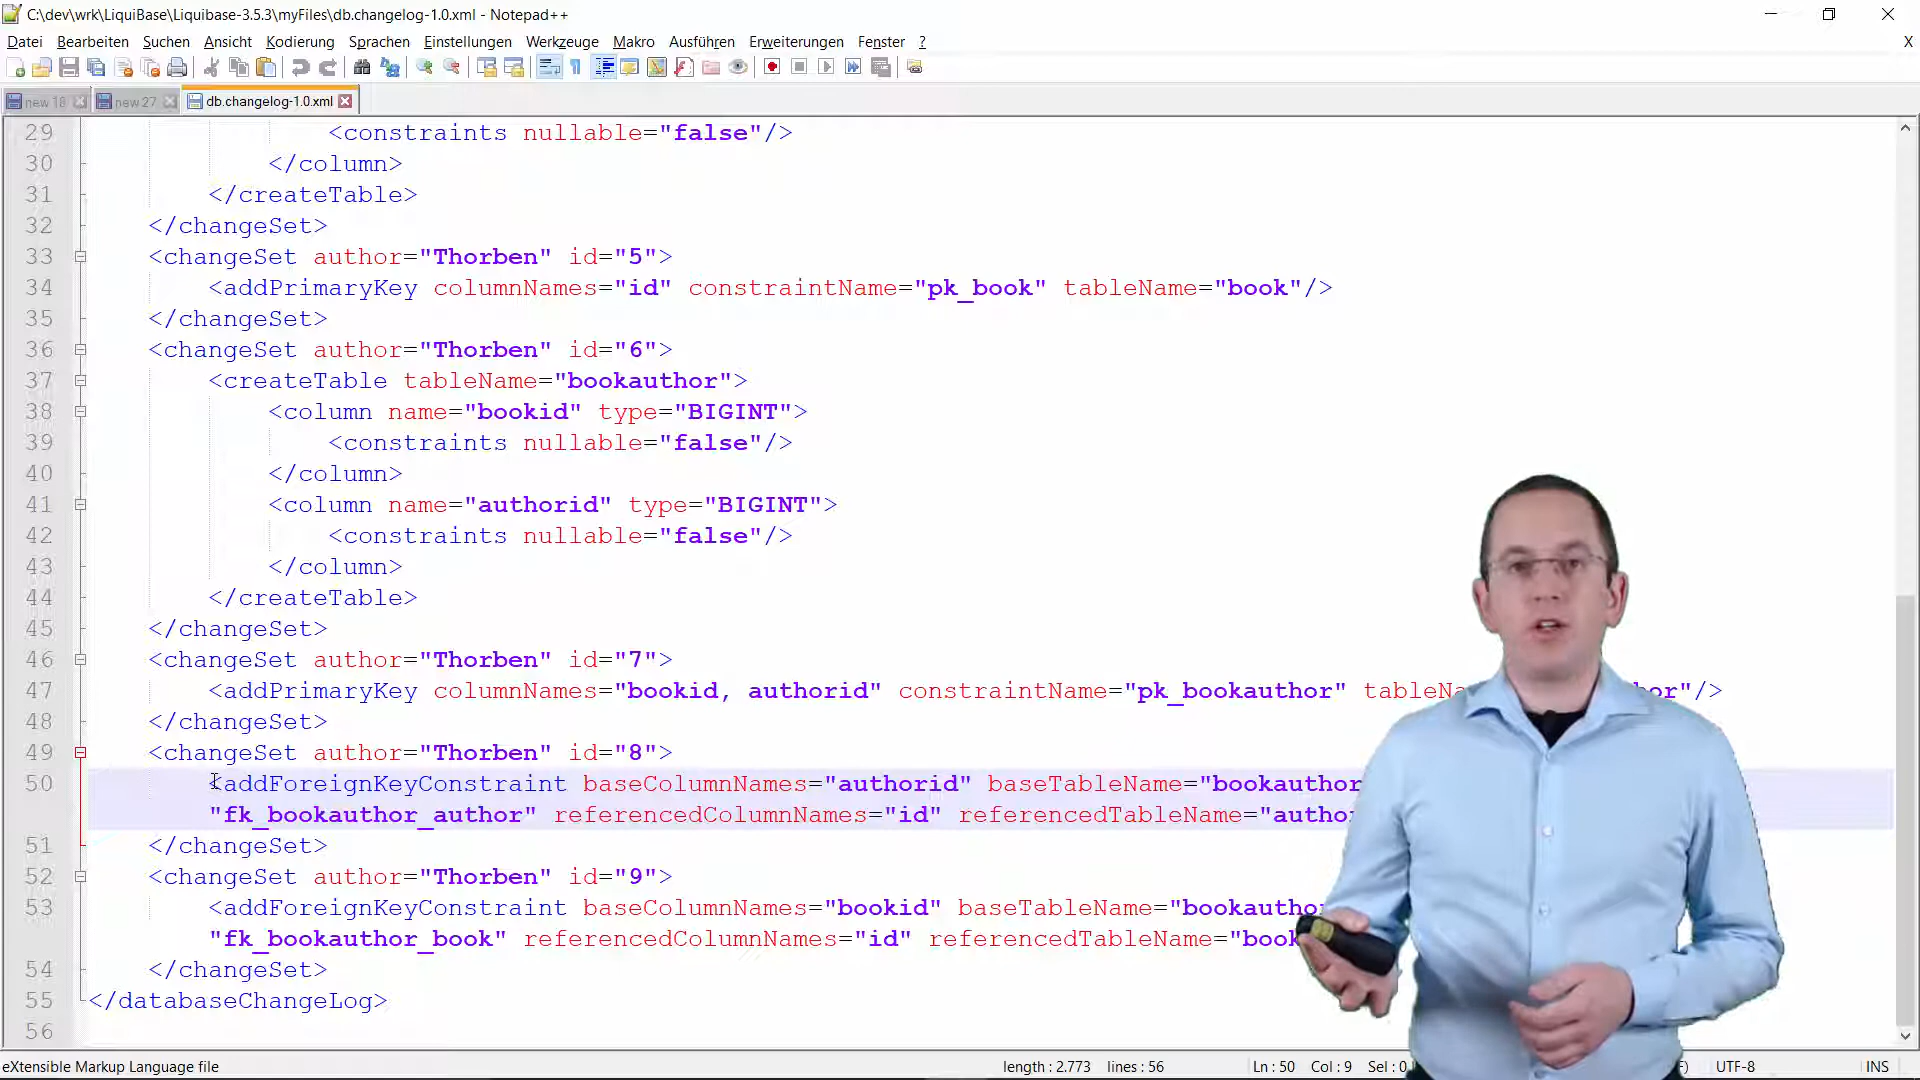 C:\dev\wrk\LiquiBase\Liquibase-3.5.3\myFiles\db.changelog-1.0.xml - Notepad++
Datei Bearbeiten Suchen Ansicht Kodierung Sprachen Einstellungen Werkzeuge Makro Ausführen Erweiterungen Fenster ? X
new 18 new 27 db.changelog-1.0.xml
29 <constraints nullable="false"/>
30 </column>
31 </createTable>
32 </changeSet>
33 <changeSet author="Thorben" id="5">
34 <addPrimaryKey columnNames="id" constraintName="pk_book" tableName="book"/>
35 </changeSet>
36 <changeSet author="Thorben" id="6">
37 <createTable tableName="bookauthor">
38 <column name="bookid" type="BIGINT">
39 <constraints nullable="false"/>
40 </column>
41 <column name="authorid" type="BIGINT">
42 <constraints nullable="false"/>
43 </column>
44 </createTable>
45 </changeSet>
46 <changeSet author="Thorben" id="7">
47 <addPrimaryKey columnNames="bookid, authorid" constraintName="pk_bookauthor" tableNa or"/>
48 </changeSet>
49 <changeSet author="Thorben" id="8">
50 <addForeignKeyConstraint baseColumnNames="authorid" baseTableName="bookauthor
"fk_bookauthor_author" referencedColumnNames="id" referencedTableName="autho
51 </changeSet>
52 <changeSet author="Thorben" id="9">
53 <addForeignKeyConstraint baseColumnNames="bookid" baseTableName="bookautho
"fk_bookauthor_book" referencedColumnNames="id" referencedTableName="book
54 </changeSet>
55 </databaseChangeLog>
56
eXtensible Markup Language file length : 2.773 lines : 56 Ln : 50 Col : 9 Sel : 0 UTF-8 INS